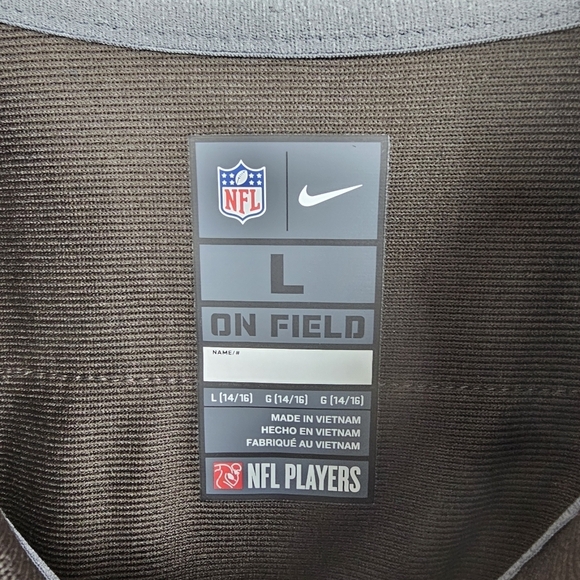 NFL
L
ON FIELD
NAME/#
L (14/16) G (14/16) G (14/16)
MADE IN VIETNAM
HECHO EN VIETNAM
FABRIQUÉ AU VIETNAM
NFL PLAYERS